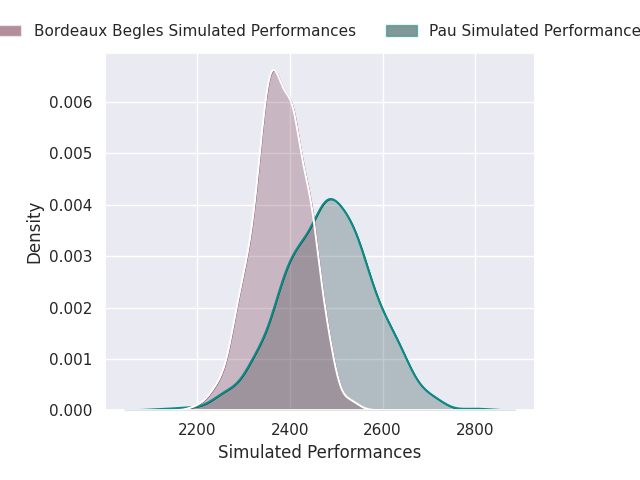 Bordeaux Begles Simulated Performances
Pau Simulated Performance
0.006
0.005
0.004
0.003
0.002
0.001
0.000
Density
2200 2400 2600 2800
Simulated Performances